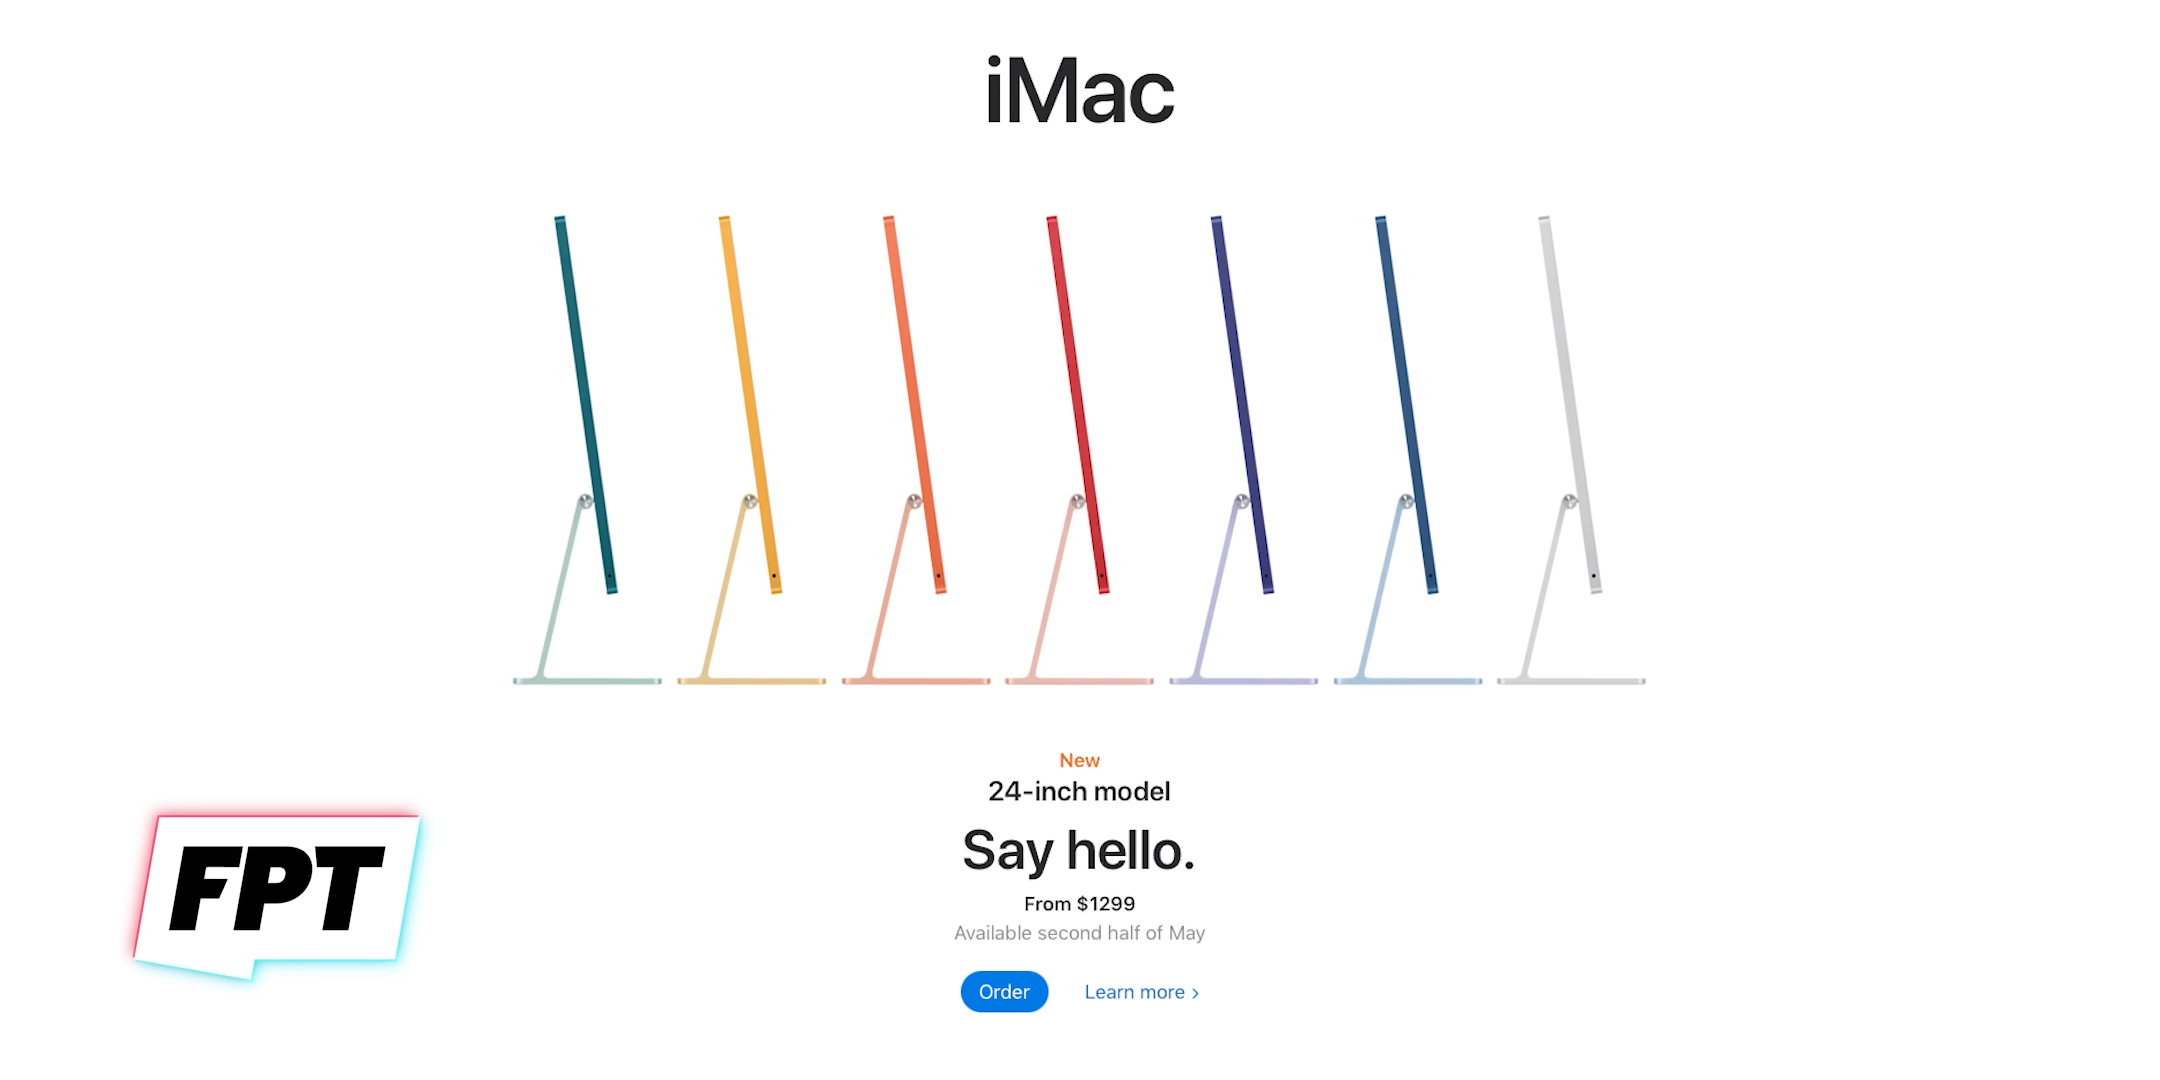 iMac
New
24-inch model
Say hello.
From $1299
Available second half of May
Order
Learn more >
FPT